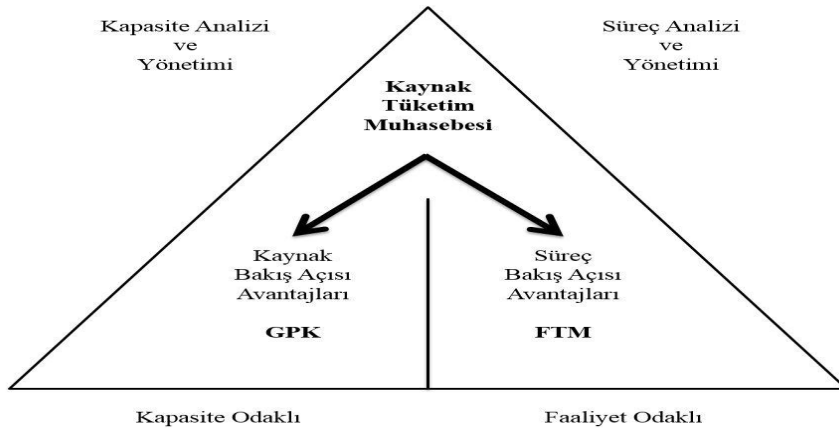 Kapasite Analizi
ve
Yönetimi
Süreç Analizi
ve
Yönetimi
Kaynak
Tüketim
Muhasebesi
Kaynak
Bakış Açısı
Avantajları
GPK
Süreç
Bakış Açısı
Avantajları
FTM
Kapasite Odaklı
Faaliyet Odaklı